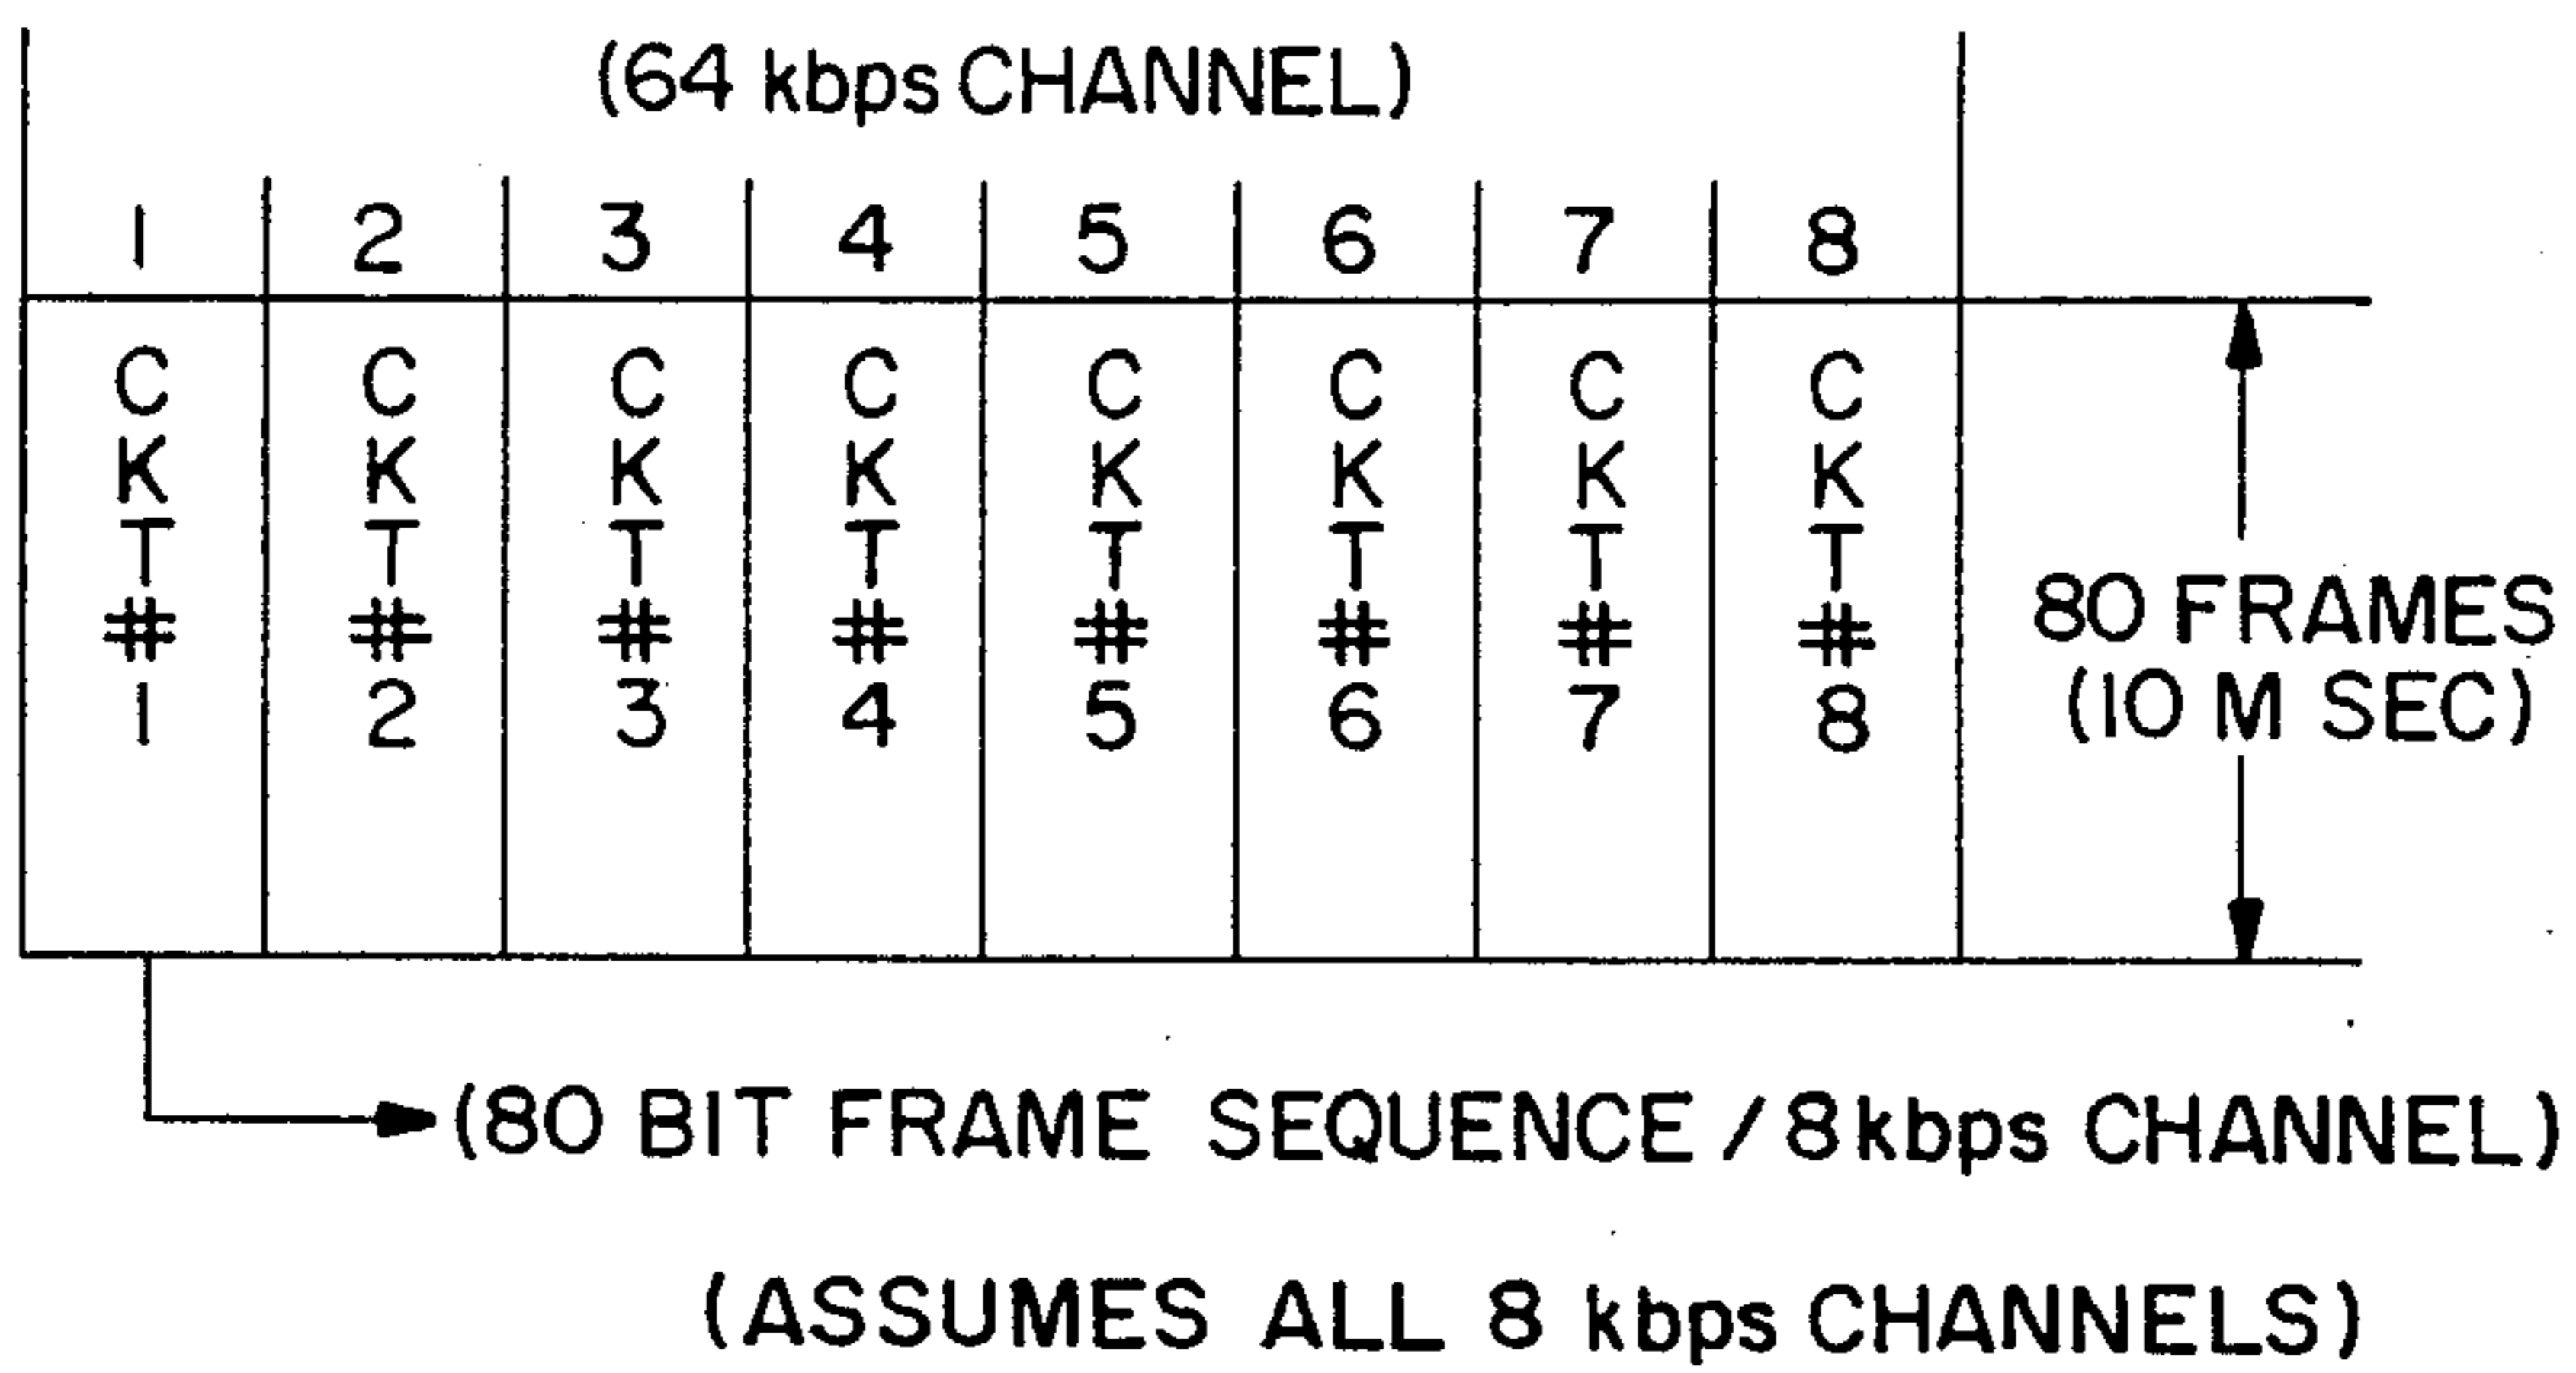 (64 kbps CHANNEL)
1 2 3 4 5 6 7 8
CKT#1 CKT#2 CKT#3 CKT#4 CKT#5 CKT#6 CKT#7 CKT#8
80 FRAMES
(10 M SEC)
(80 BIT FRAME SEQUENCE / 8 kbps CHANNEL)
(ASSUMES ALL 8 kbps CHANNELS)